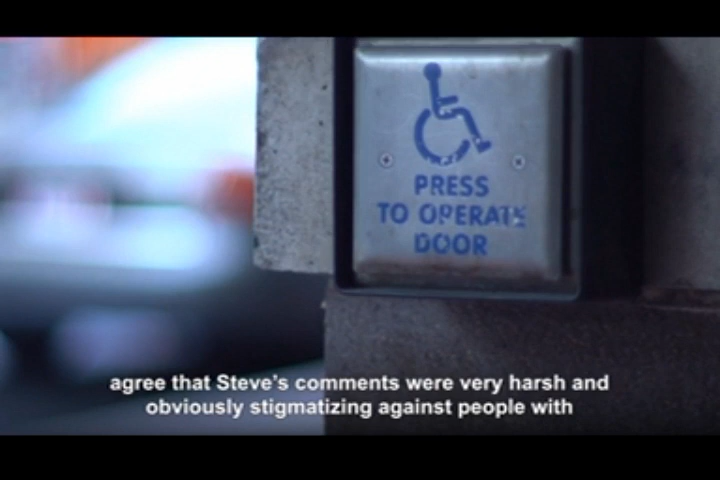 PRESS
TO OPERATE
DOOR
agree that Steve's comments were very harsh and
obviously stigmatizing against people with